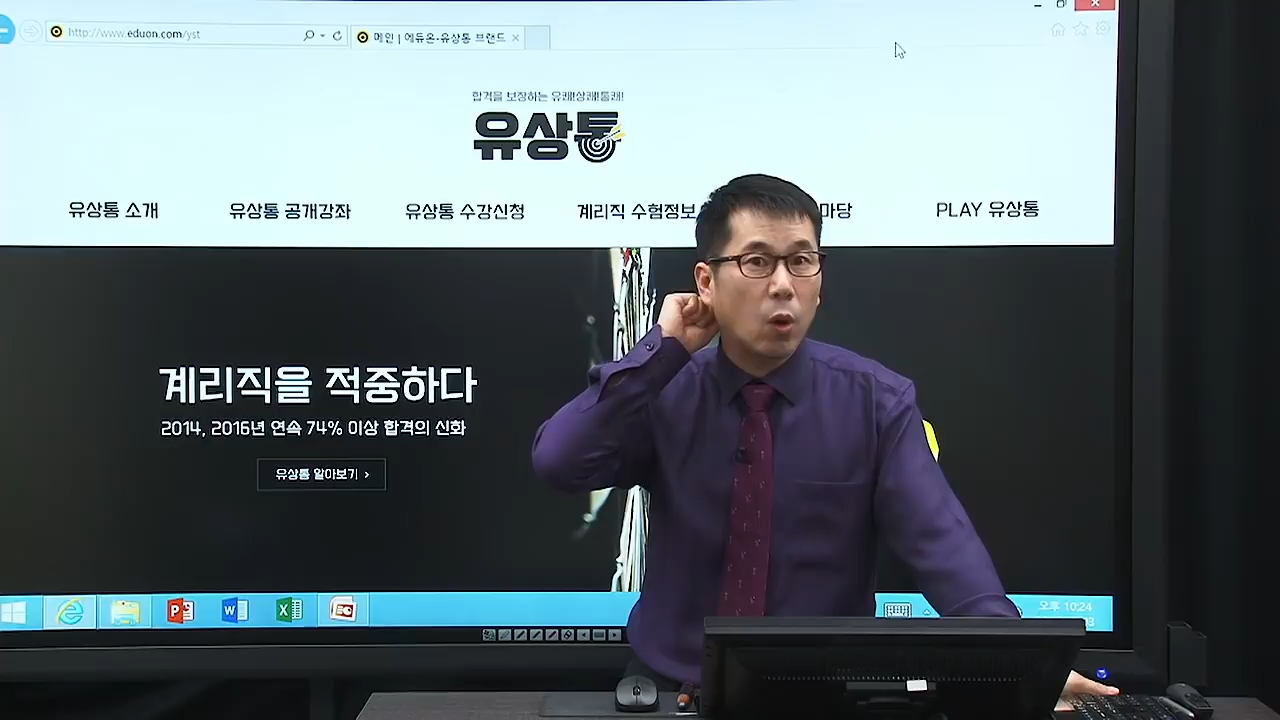 http://www.eduon.com/yst
메인 | 에듀온-유상통 브랜드
합격을 보장하는 유쾌!상쾌!통쾌!
유상통
유상통 소개
유상통 공개강좌
유상통 수강신청
계리직 수험정보
마당
PLAY 유상통
계리직을 적중하다
2014, 2016년 연속 74% 이상 합격의 신화
유상통 알아보기 ›
오후 10:24